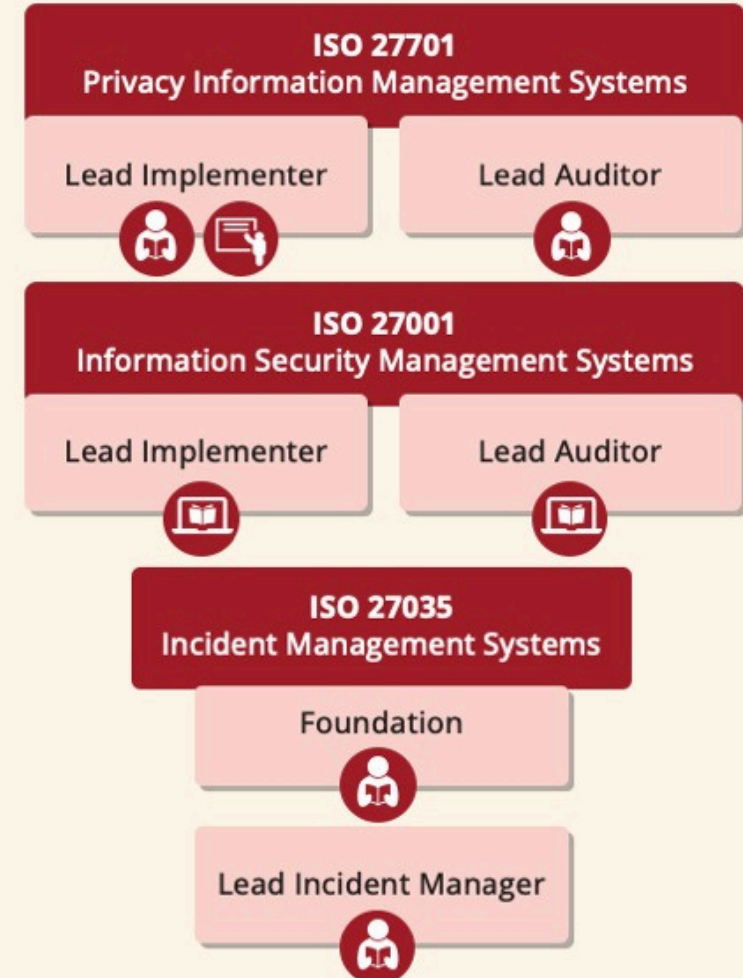 ISO 27701
Privacy Information Management Systems
Lead Implementer
Lead Auditor
ISO 27001
Information Security Management Systems
Lead Implementer
Lead Auditor
ISO 27035
Incident Management Systems
Foundation
Lead Incident Manager